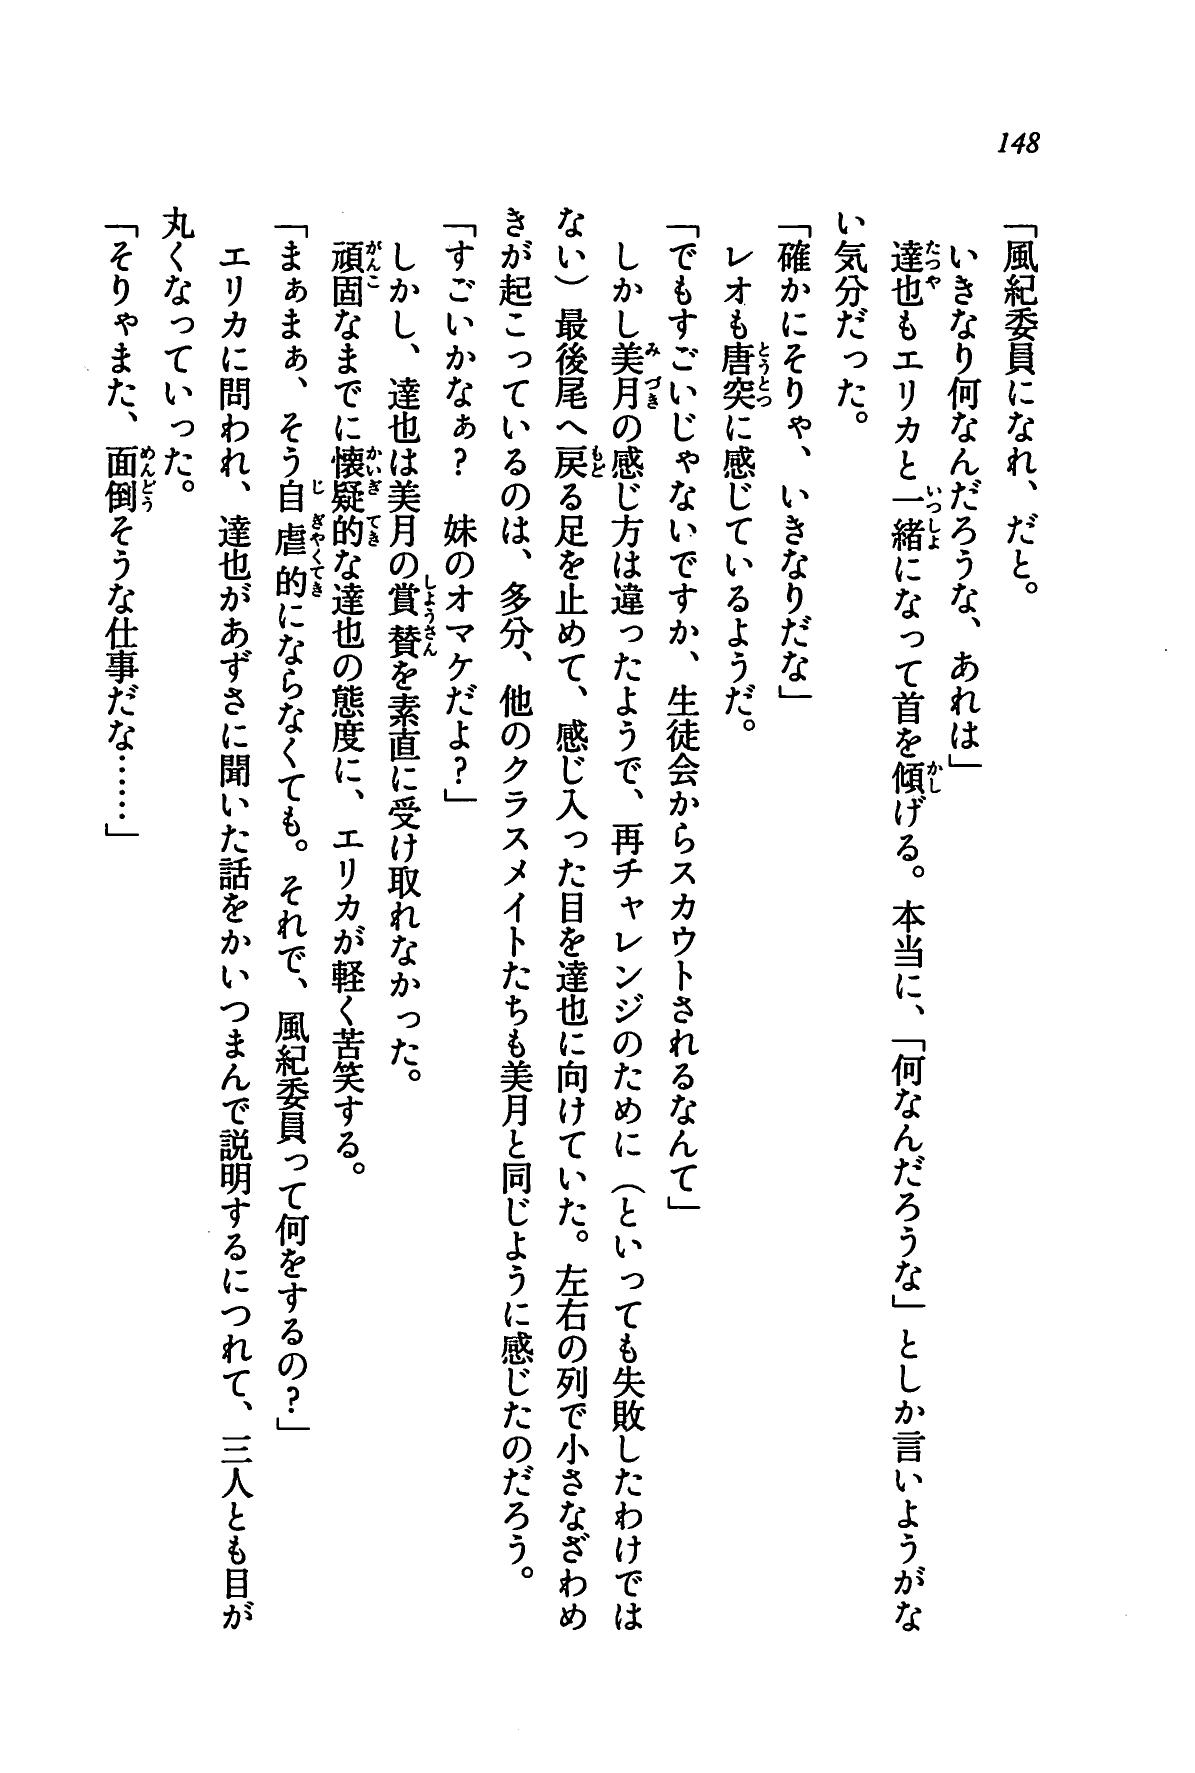 148
「風紀委員になれ、だと。
いきなり何なんだろうな、あれは」
達也もエリカと一緒になって首を傾げる。本当に、「何なんだろうな」としか言いようがな
い気分だった。
「確かにそりゃ、いきなりだな」
レオも唐突に感じているようだ。
「でもすごいじゃないですか、生徒会からスカウトされるなんて」
しかし美月の感じ方は違ったようで、再チャレンジのために（といっても失敗したわけでは
ない）最後尾へ戻る足を止めて、感じ入った目を達也に向けていた。左右の列で小さなざわめ
きが起こっているのは、多分、他のクラスメイトたちも美月と同じように感じたのだろう。
「すごいかなぁ？　妹のオマケだよ？」
しかし、達也は美月の賞賛を素直に受け取れなかった。
頑固なまでに懐疑的な達也の態度に、エリカが軽く苦笑する。
「まぁまぁ、そう自虐的にならなくても。それで、風紀委員って何をするの？」
エリカに問われ、達也があずさに聞いた話をかいつまんで説明するにつれて、三人とも目が
丸くなっていった。
「そりゃまた、面倒そうな仕事だな……」